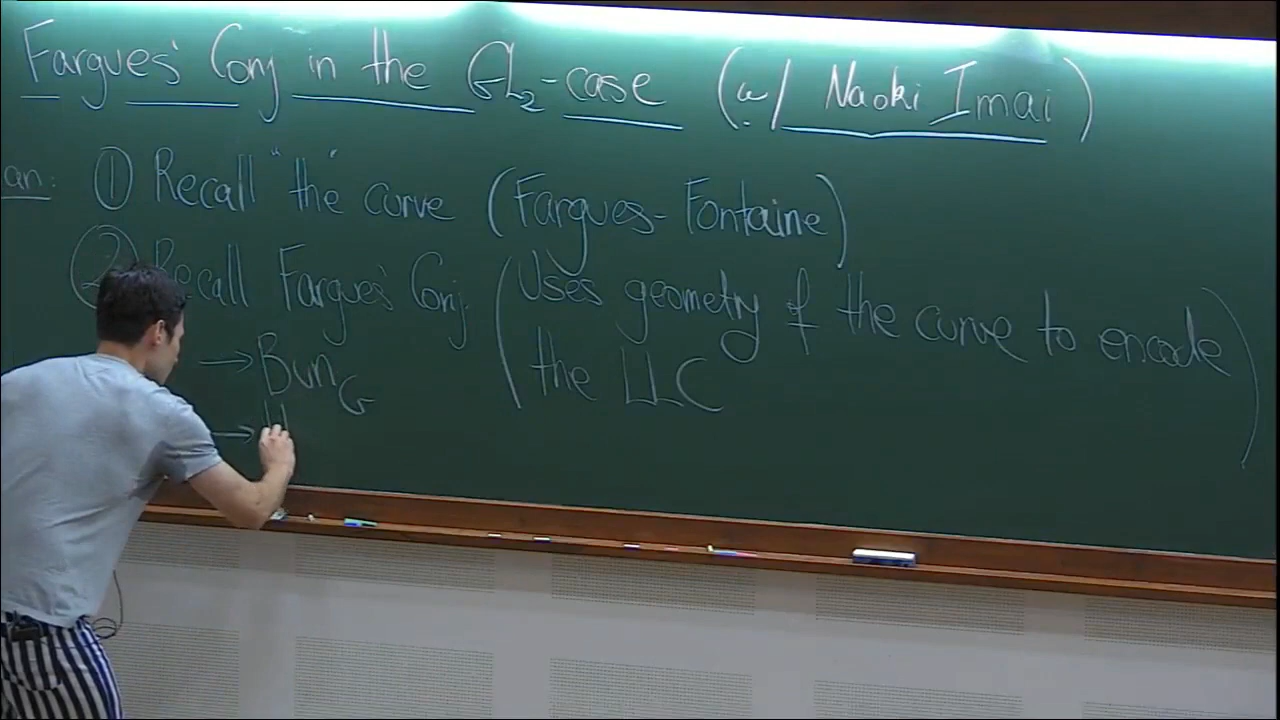 Fargues' Conj in the GL₂-case (w/ Naoki Imai)
an: ① Recall "the" curve (Fargues-Fontaine)
② Recall Fargues' Conj. (Uses geometry of the curve to encode
the LLC)
→ Bun_G
→ H